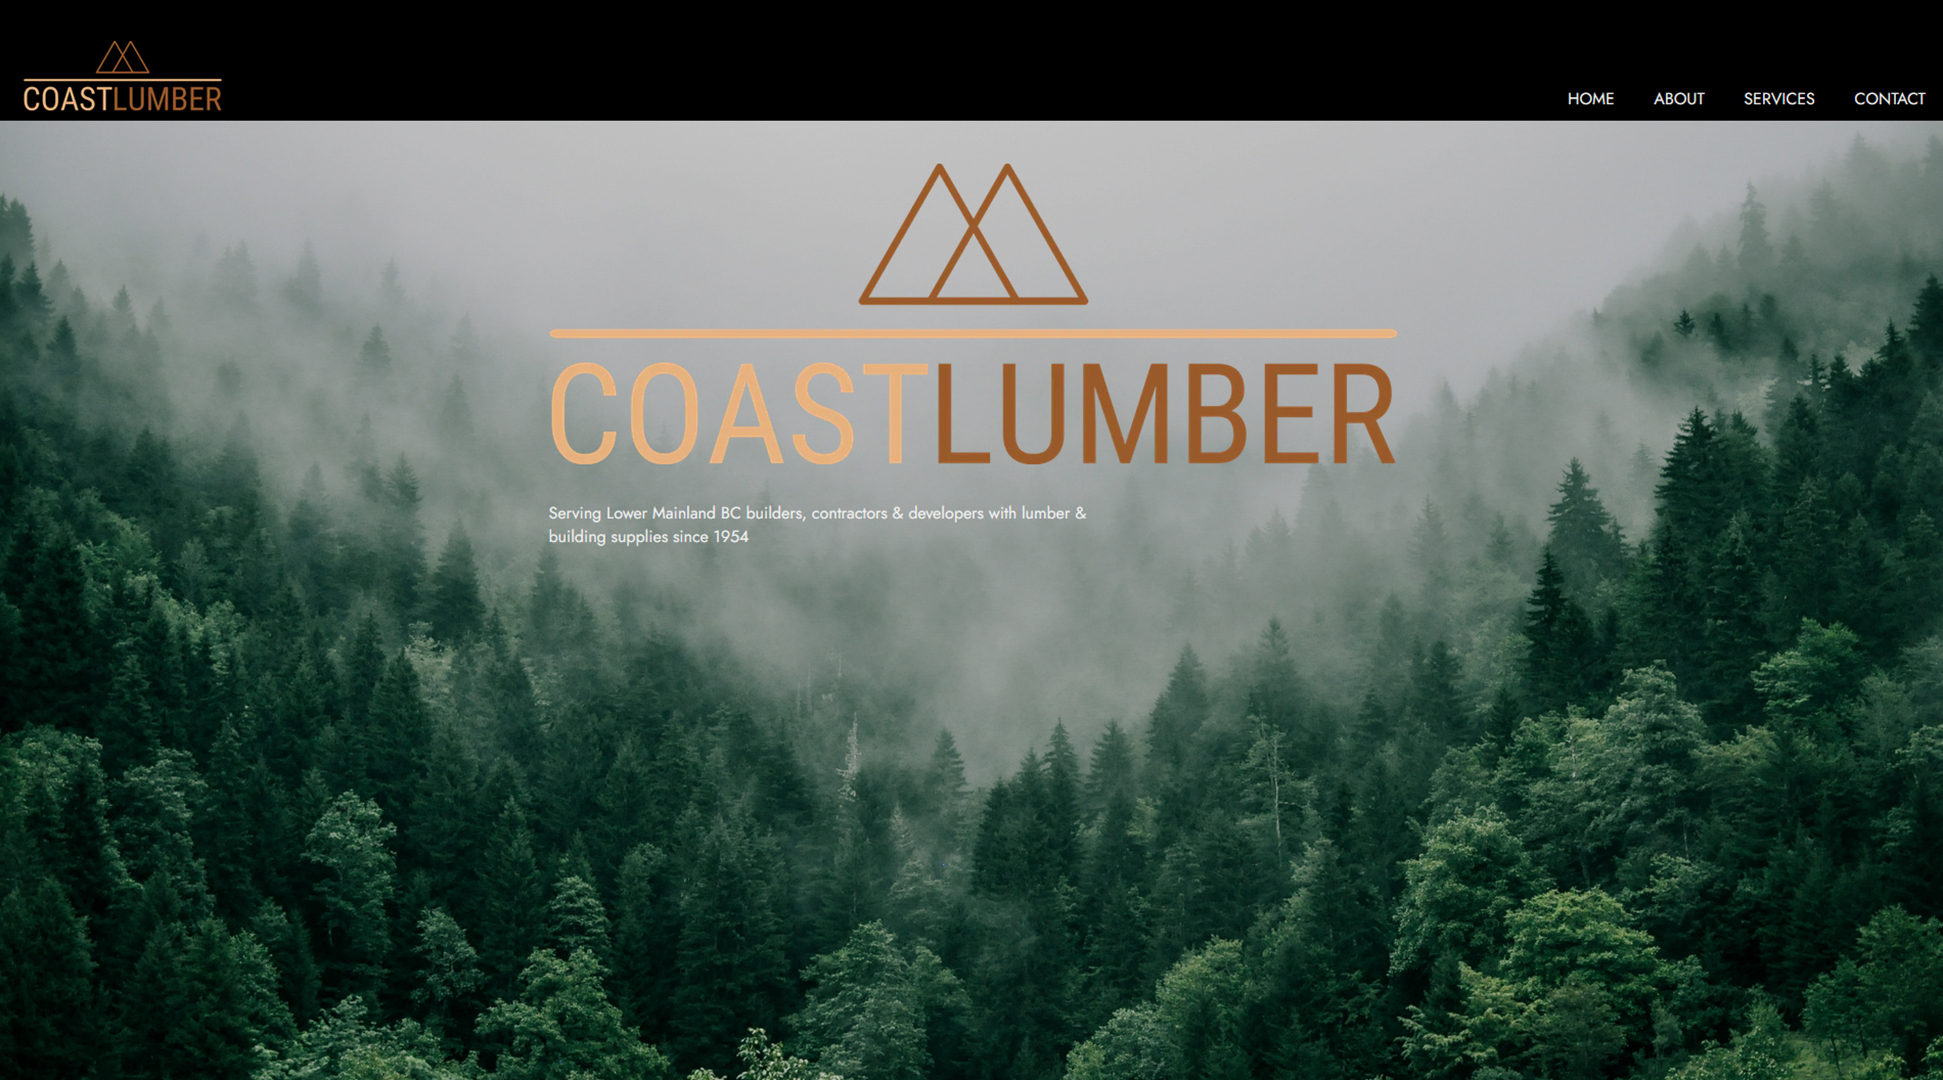 COASTLUMBER
HOME ABOUT SERVICES CONTACT
COASTLUMBER
Serving Lower Mainland BC builders, contractors & developers with lumber &
building supplies since 1954